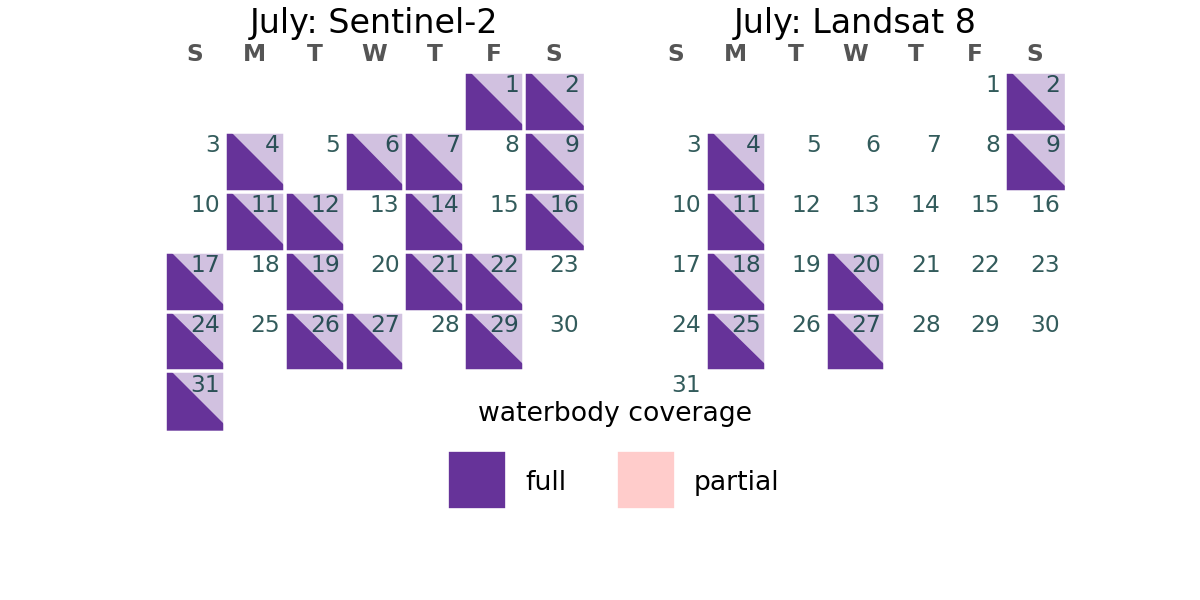 July: Sentinel-2
S M T W T F S
1 2
3 4 5 6 7 8 9
10 11 12 13 14 15 16
17 18 19 20 21 22 23
24 25 26 27 28 29 30
31
July: Landsat 8
S M T W T F S
1 2
3 4 5 6 7 8 9
10 11 12 13 14 15 16
17 18 19 20 21 22 23
24 25 26 27 28 29 30
31
waterbody coverage
full
partial